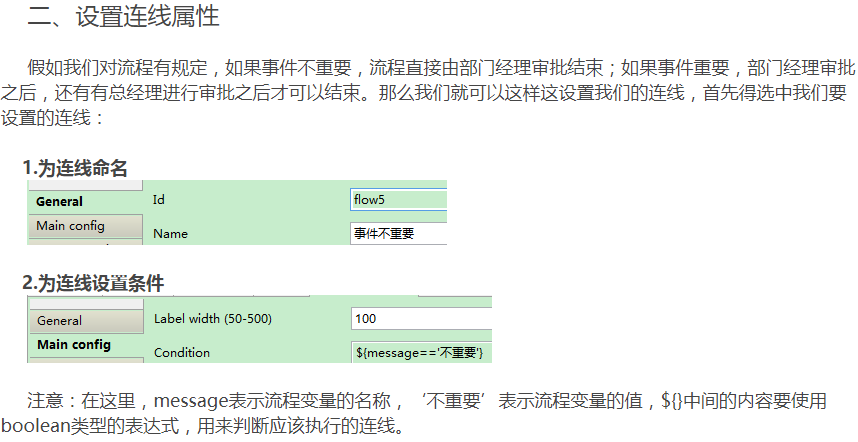 二、设置连线属性
假如我们对流程有规定，如果事件不重要，流程直接由部门经理审批结束；如果事件重要，部门经理审批
之后，还有有总经理进行审批之后才可以结束。那么我们就可以这样这设置我们的连线，首先得选中我们要
设置的连线：
1.为连线命名
General
Id
flow5
Main config
Name
事件不重要
2.为连线设置条件
General
Label width (50-500)
100
Main config
Condition
${message=='不重要'}
注意：在这里，message表示流程变量的名称，‘不重要’表示流程变量的值，${}中间的内容要使用
boolean类型的表达式，用来判断应该执行的连线。